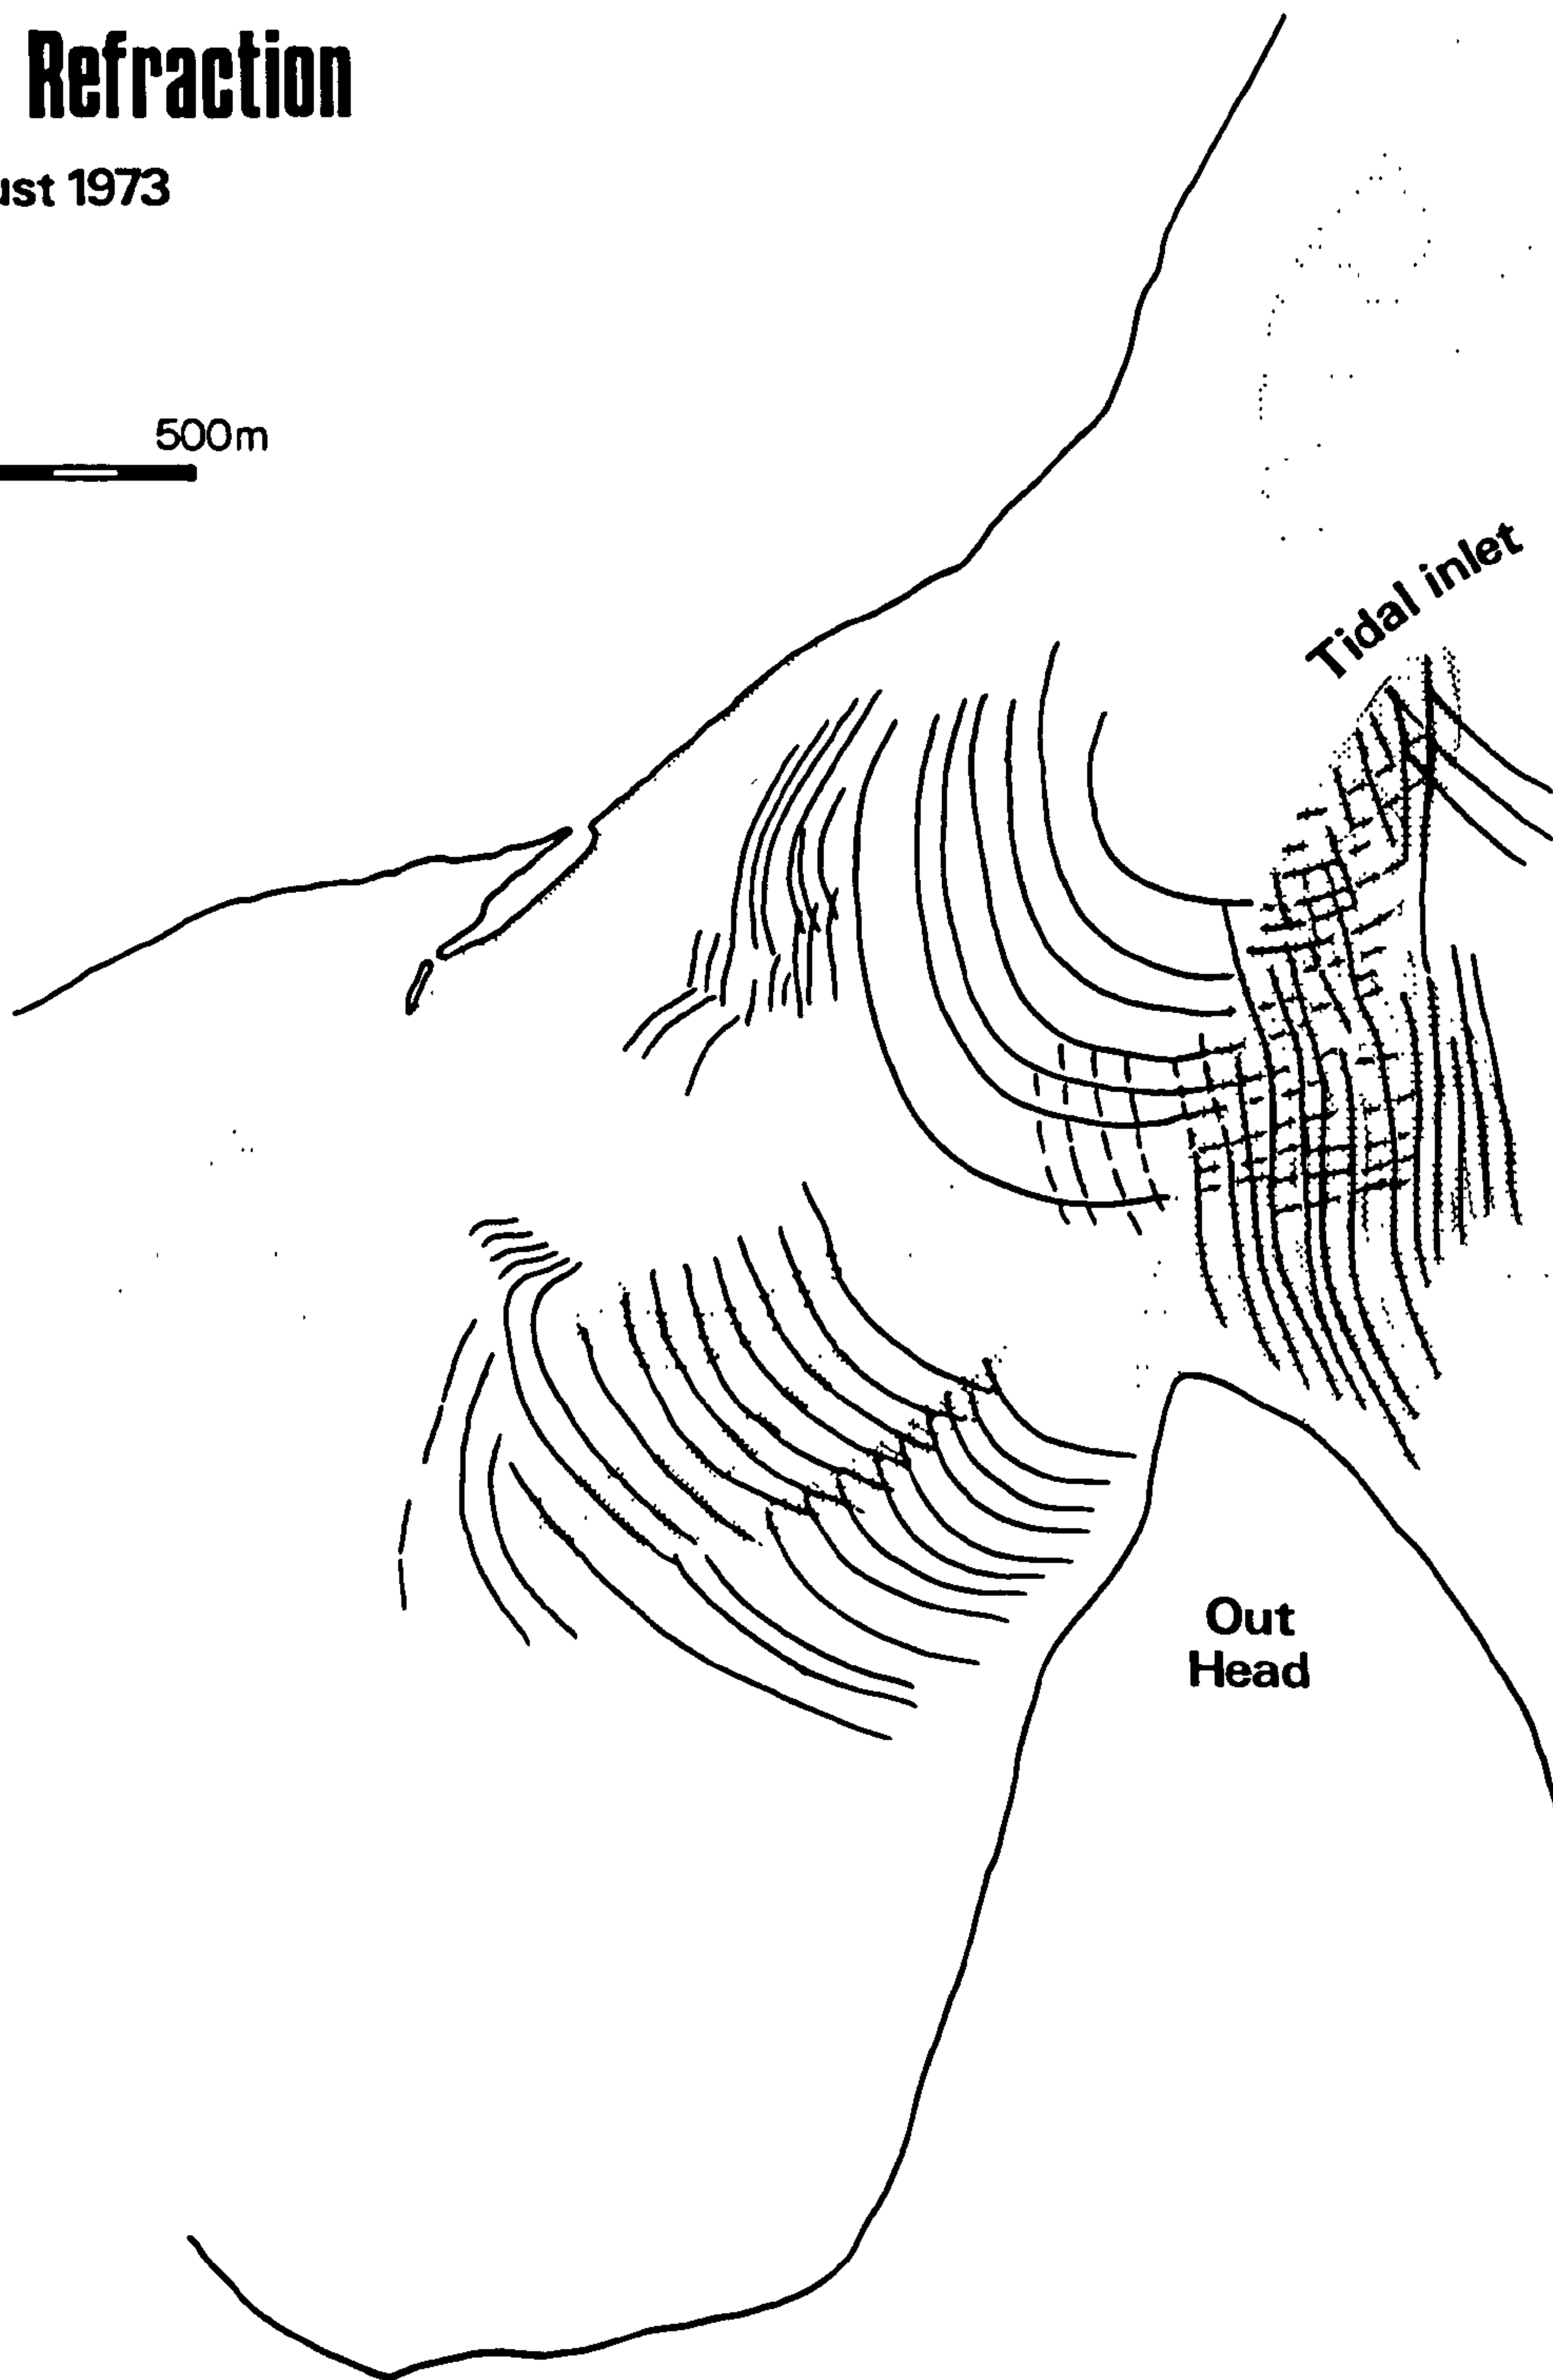 Refraction
ust 1973
500m
Tidal inlet
Out
Head